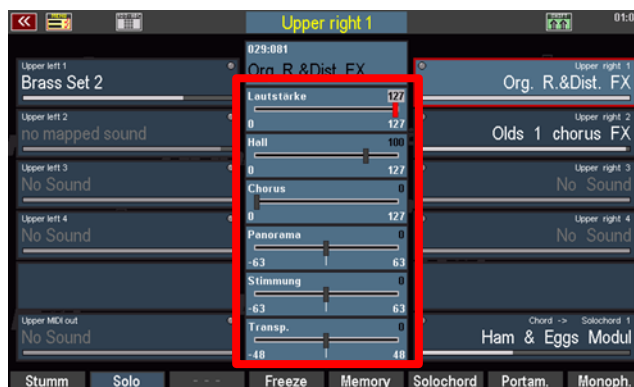 Upper right 1
01:0
029:081
Org. R.&Dist. FX
Upper left 1
Brass Set 2
Upper left 2
no mapped sound
Upper left 3
No Sound
Upper left 4
No Sound
Upper MIDI out
No Sound
Lautstärke 127
0 127
Hall 100
0 127
Chorus 0
0 127
Panorama 0
-63 63
Stimmung 0
-63 63
Transp. 0
-48 48
Upper right 1
Org. R.&Dist. FX
Upper right 2
Olds 1 chorus FX
Upper right 3
No Sound
Upper right 4
No Sound
Chord -> Solochord 1
Ham & Eggs Modul
Stumm Solo - - - Freeze Memory Solochord Portam. Monoph.